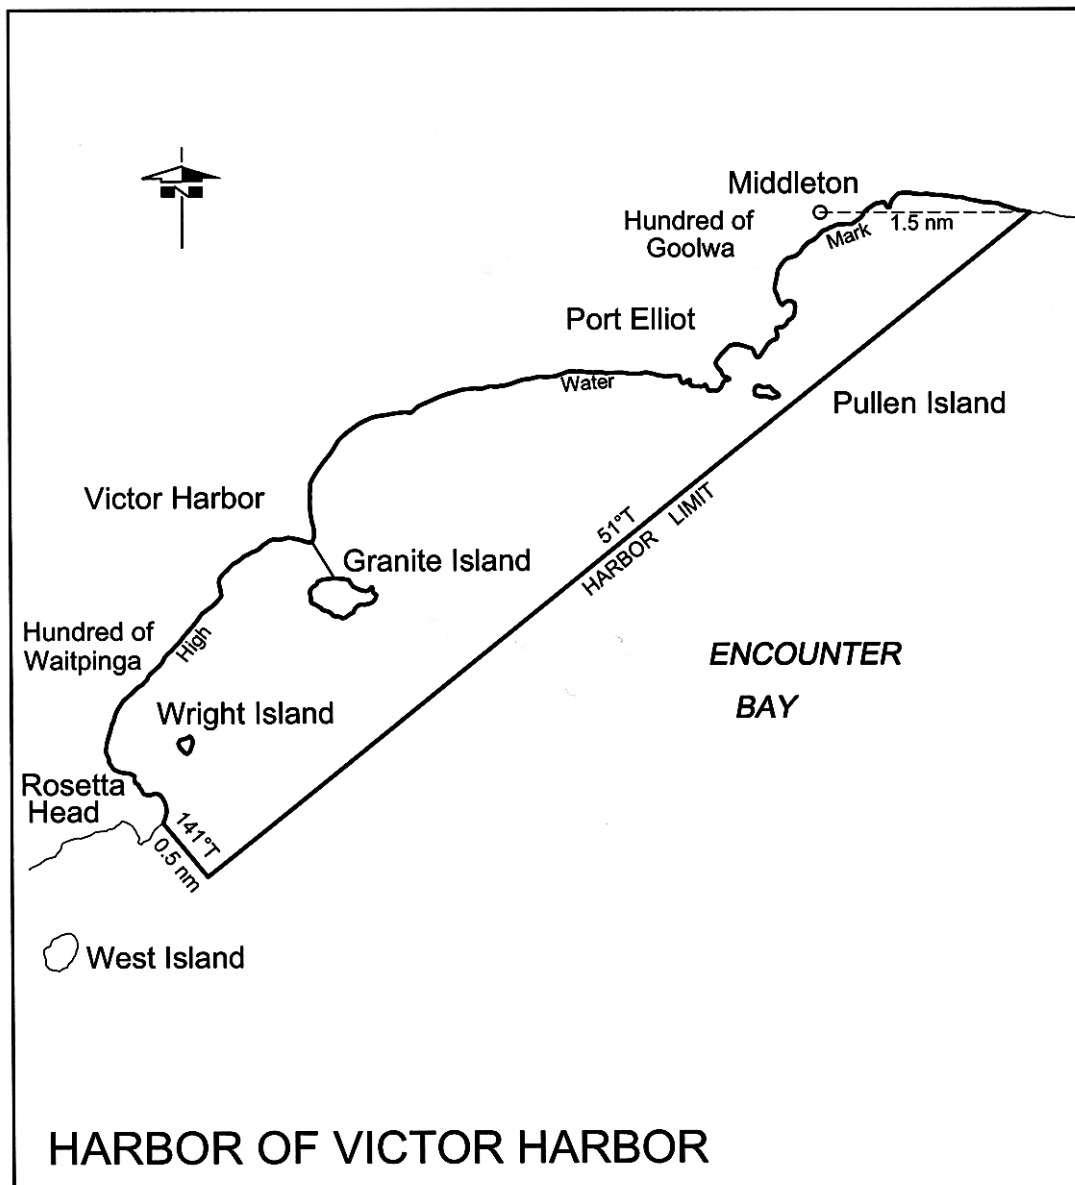 N
Middleton
Hundred of
Goolwa
1.5 nm
Mark
Port Elliot
Water
Pullen Island
Victor Harbor
51°T
HARBOR LIMIT
Granite Island
Hundred of
Waitpinga
High
ENCOUNTER
BAY
Wright Island
Rosetta
Head
141°T
0.5 nm
West Island
HARBOR OF VICTOR HARBOR